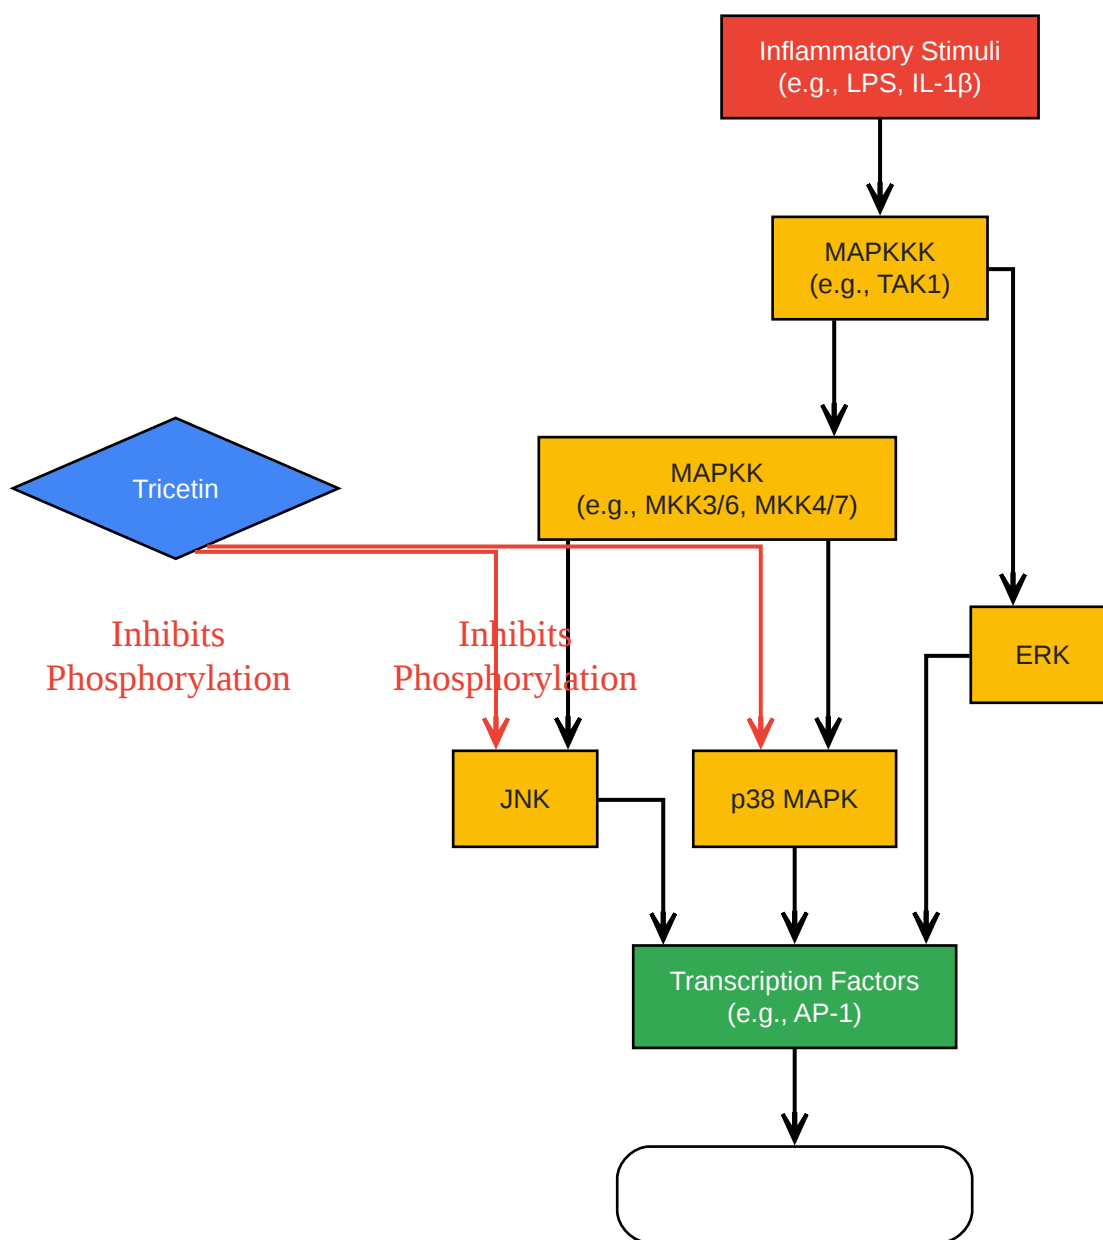 Inflammatory Stimuli
(e.g., LPS, IL-1β)
MAPKKK
(e.g., TAK1)
MAPKK
(e.g., MKK3/6, MKK4/7)
Tricetin
Inhibits
Phosphorylation
Inhibits
Phosphorylation
ERK
JNK
p38 MAPK
Transcription Factors
(e.g., AP-1)